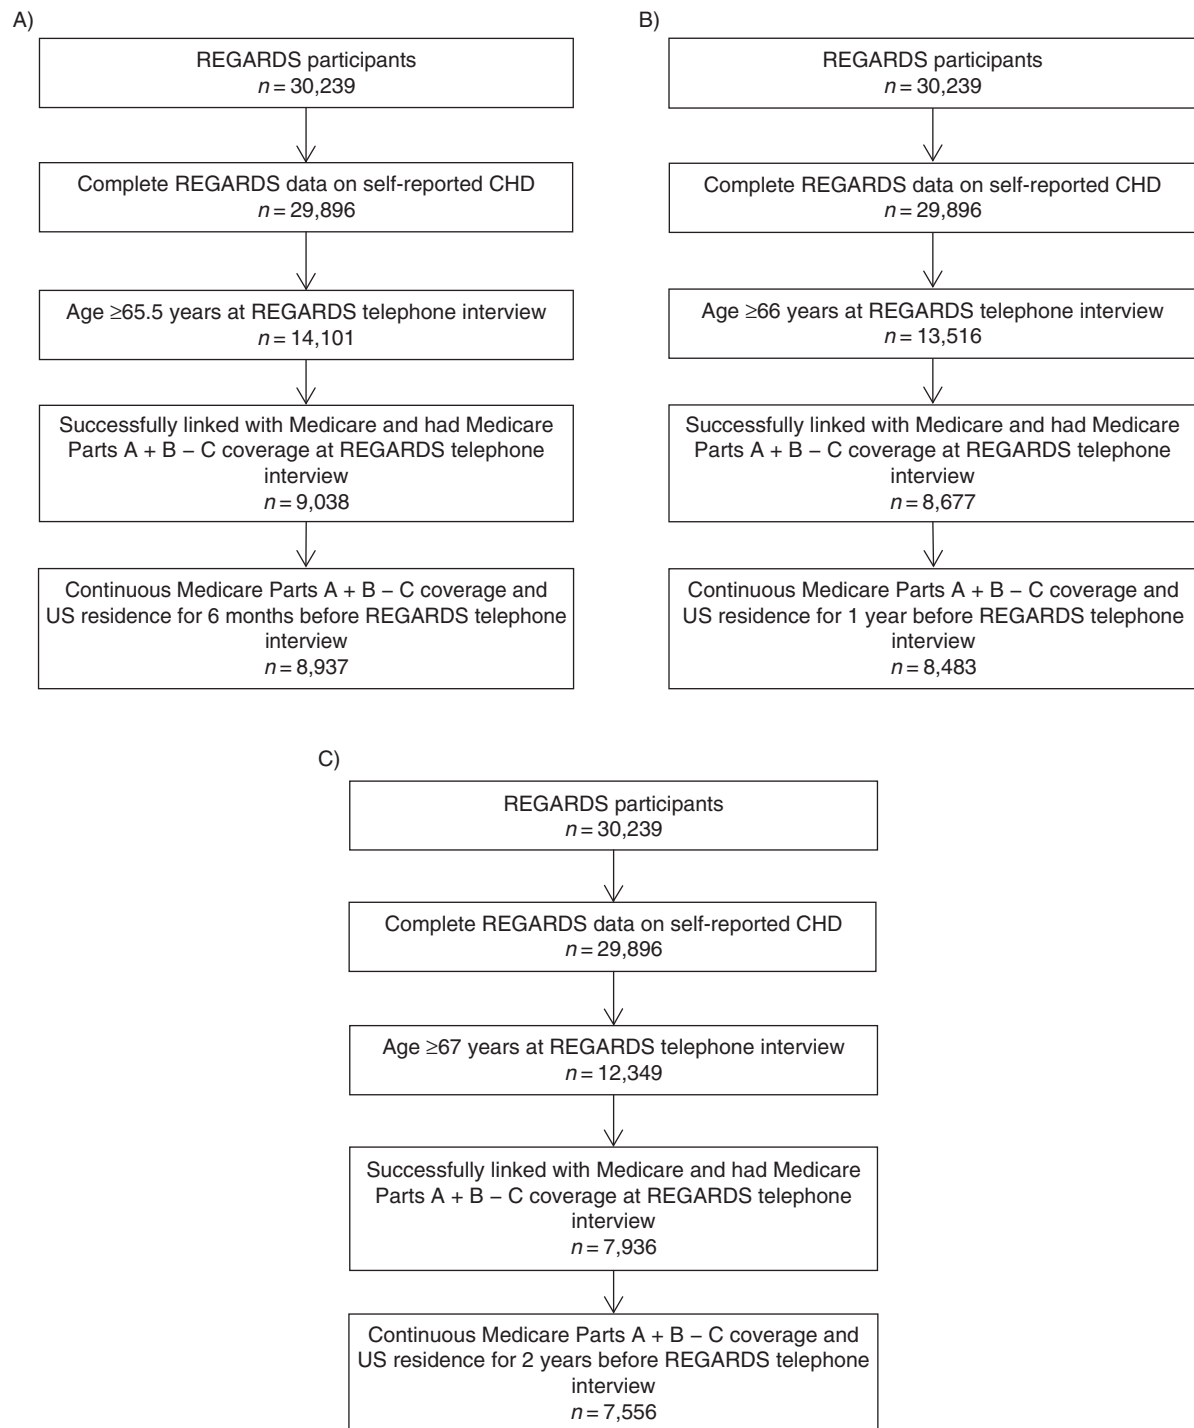 A)
REGARDS participants
n = 30,239
Complete REGARDS data on self-reported CHD
n = 29,896
Age ≥65.5 years at REGARDS telephone interview
n = 14,101
Successfully linked with Medicare and had Medicare
Parts A + B − C coverage at REGARDS telephone
interview
n = 9,038
Continuous Medicare Parts A + B − C coverage and
US residence for 6 months before REGARDS telephone
interview
n = 8,937
B)
REGARDS participants
n = 30,239
Complete REGARDS data on self-reported CHD
n = 29,896
Age ≥66 years at REGARDS telephone interview
n = 13,516
Successfully linked with Medicare and had Medicare
Parts A + B − C coverage at REGARDS telephone
interview
n = 8,677
Continuous Medicare Parts A + B − C coverage and
US residence for 1 year before REGARDS telephone
interview
n = 8,483
C)
REGARDS participants
n = 30,239
Complete REGARDS data on self-reported CHD
n = 29,896
Age ≥67 years at REGARDS telephone interview
n = 12,349
Successfully linked with Medicare and had Medicare
Parts A + B − C coverage at REGARDS telephone
interview
n = 7,936
Continuous Medicare Parts A + B − C coverage and
US residence for 2 years before REGARDS telephone
interview
n = 7,556